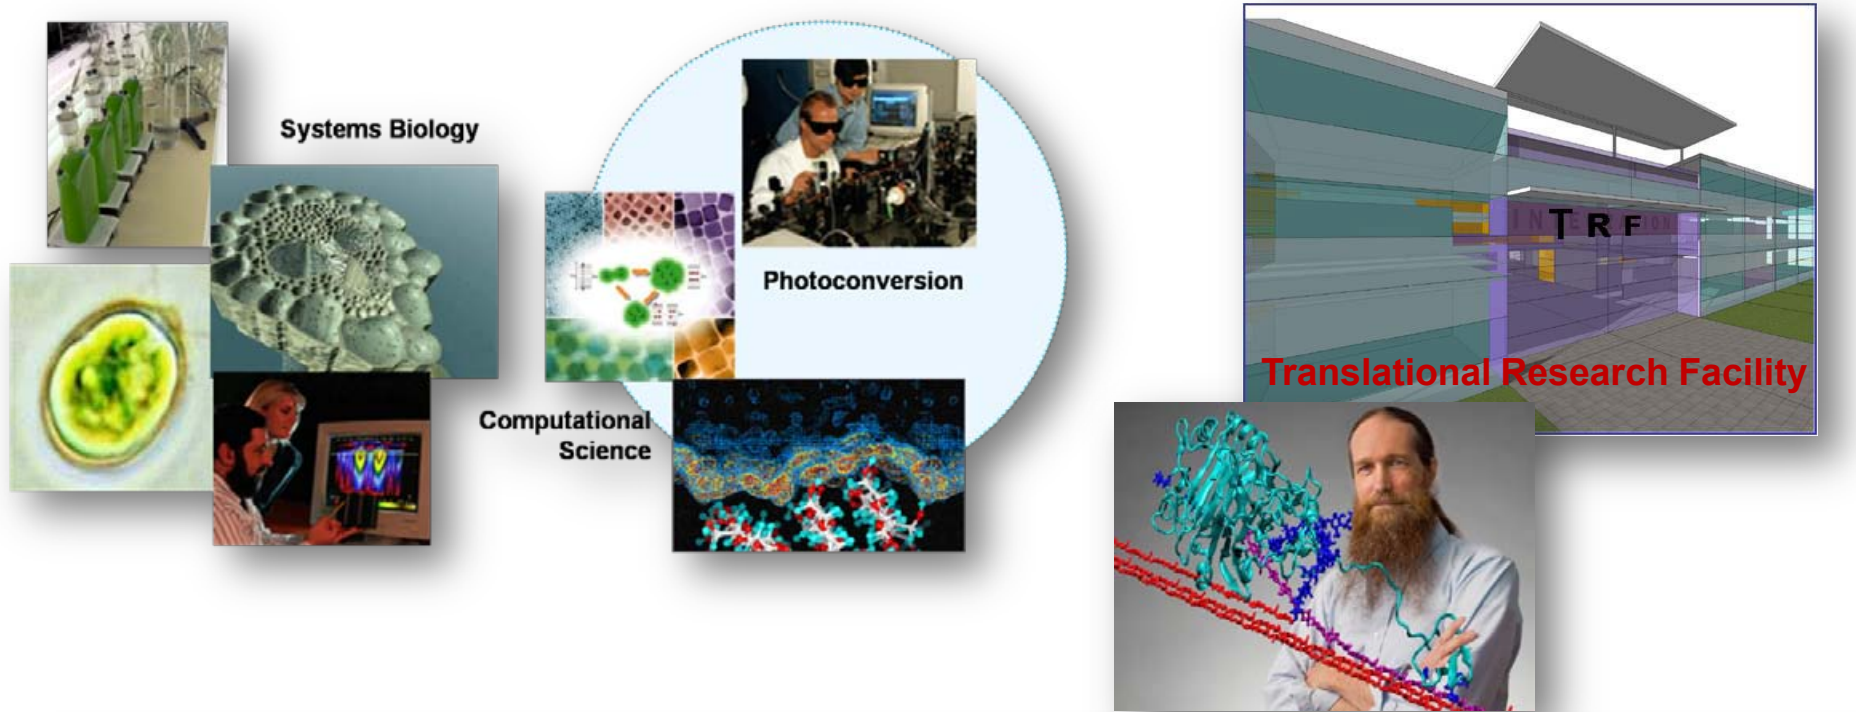 Systems Biology
Photoconversion
Computational
Science
T R F
Translational Research Facility